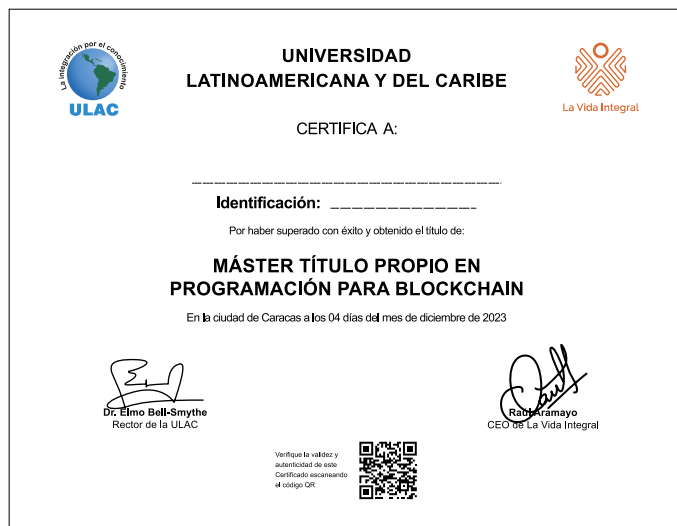 La integración por el conocimiento
ULAC
UNIVERSIDAD
LATINOAMERICANA Y DEL CARIBE
La Vida Integral
CERTIFICA A:
Identificación:
Por haber superado con éxito y obtenido el título de:
MÁSTER TÍTULO PROPIO EN
PROGRAMACIÓN PARA BLOCKCHAIN
En la ciudad de Caracas a los 04 días del mes de diciembre de 2023
Dr. Elmo Bell-Smythe
Rector de la ULAC
Raúl Aramayo
CEO de La Vida Integral
Verifique la validez y
autenticidad de este
Certificado escaneando
el código QR